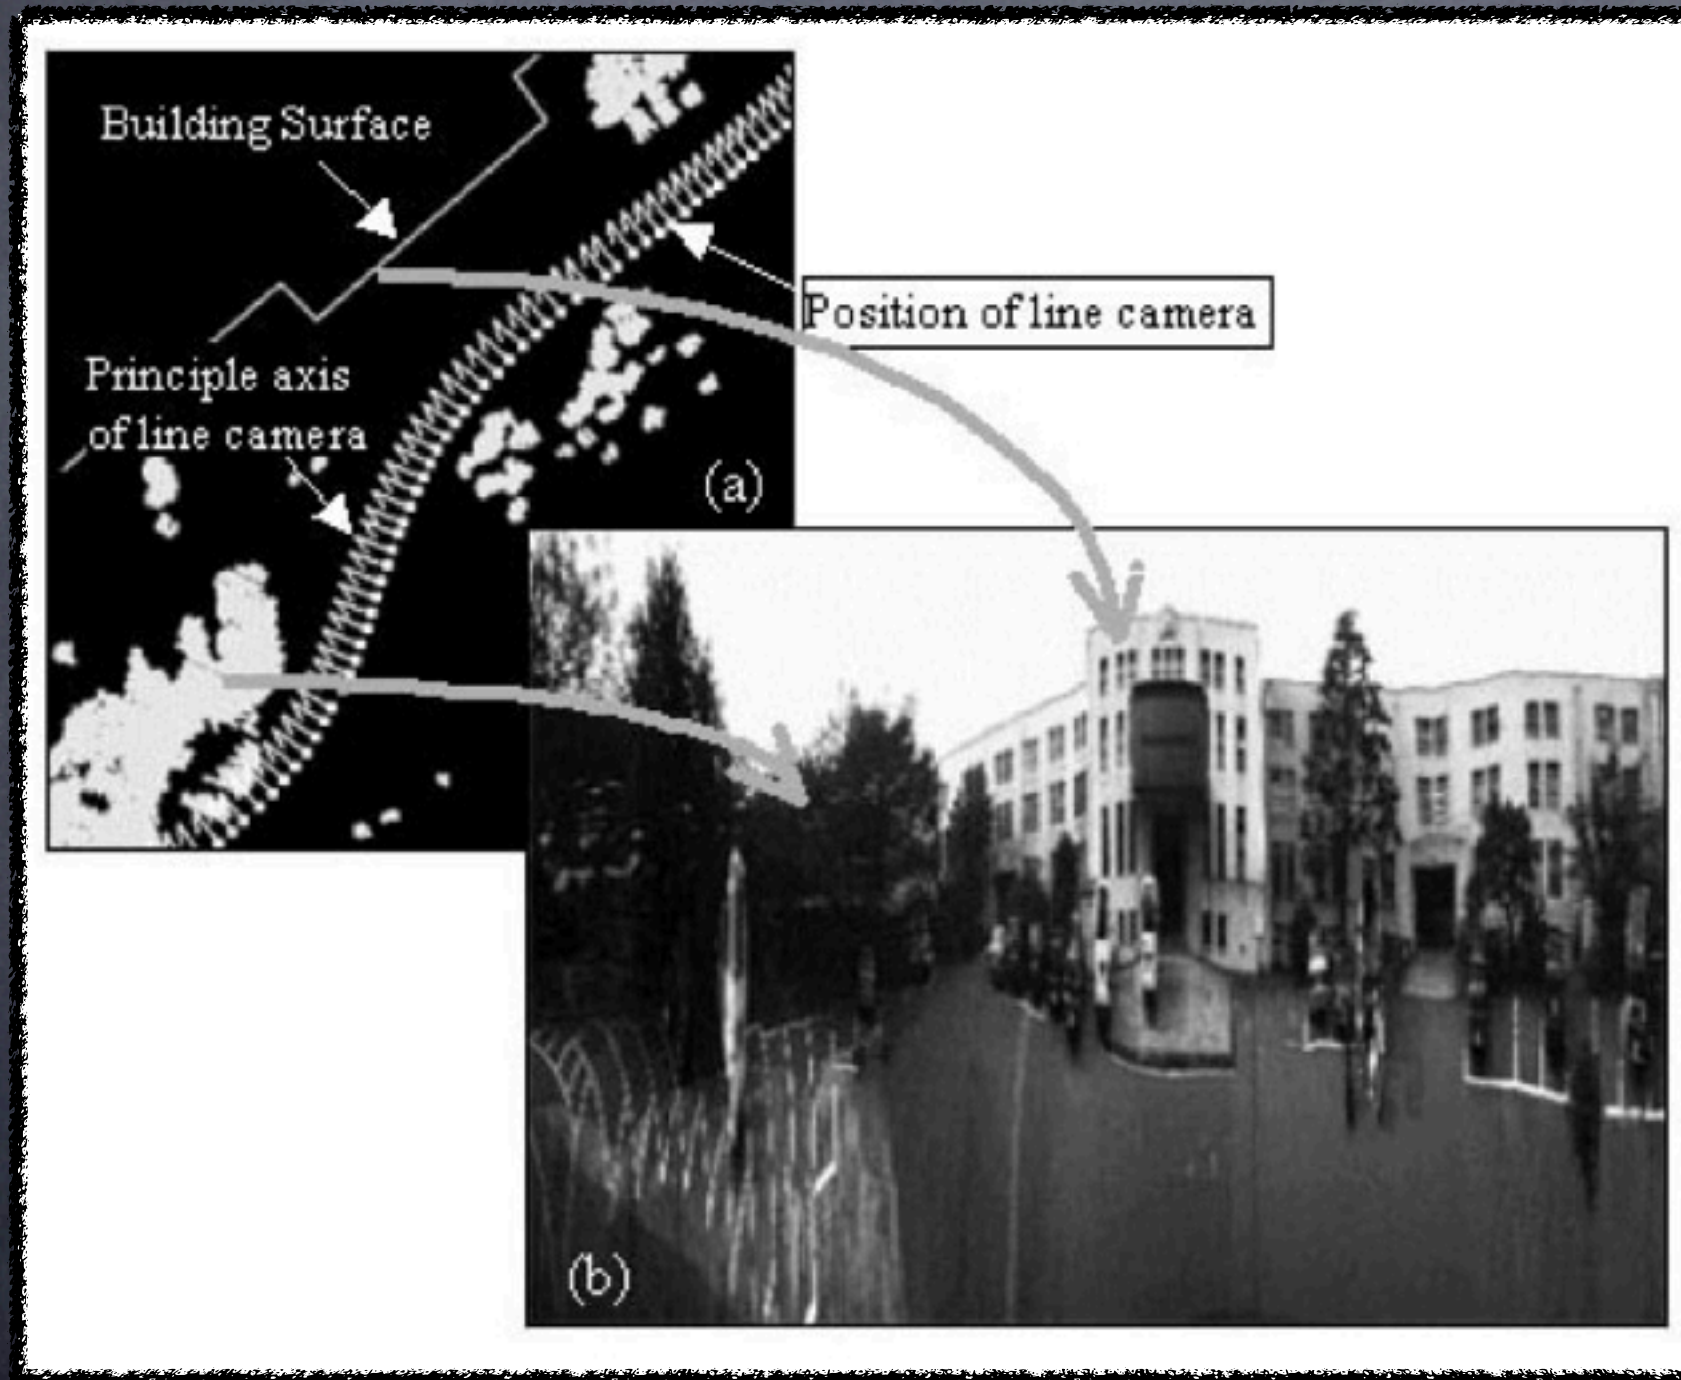 Building Surface
Position of line camera
Principle axis
of line camera
(a)
(b)